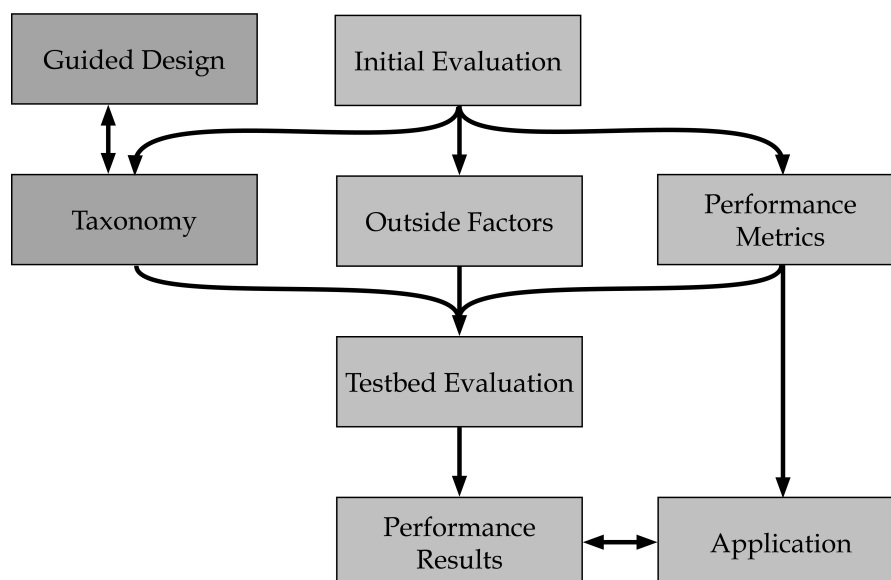 Guided Design
Initial Evaluation
Taxonomy
Outside Factors
Performance
Metrics
Testbed Evaluation
Performance
Results
Application